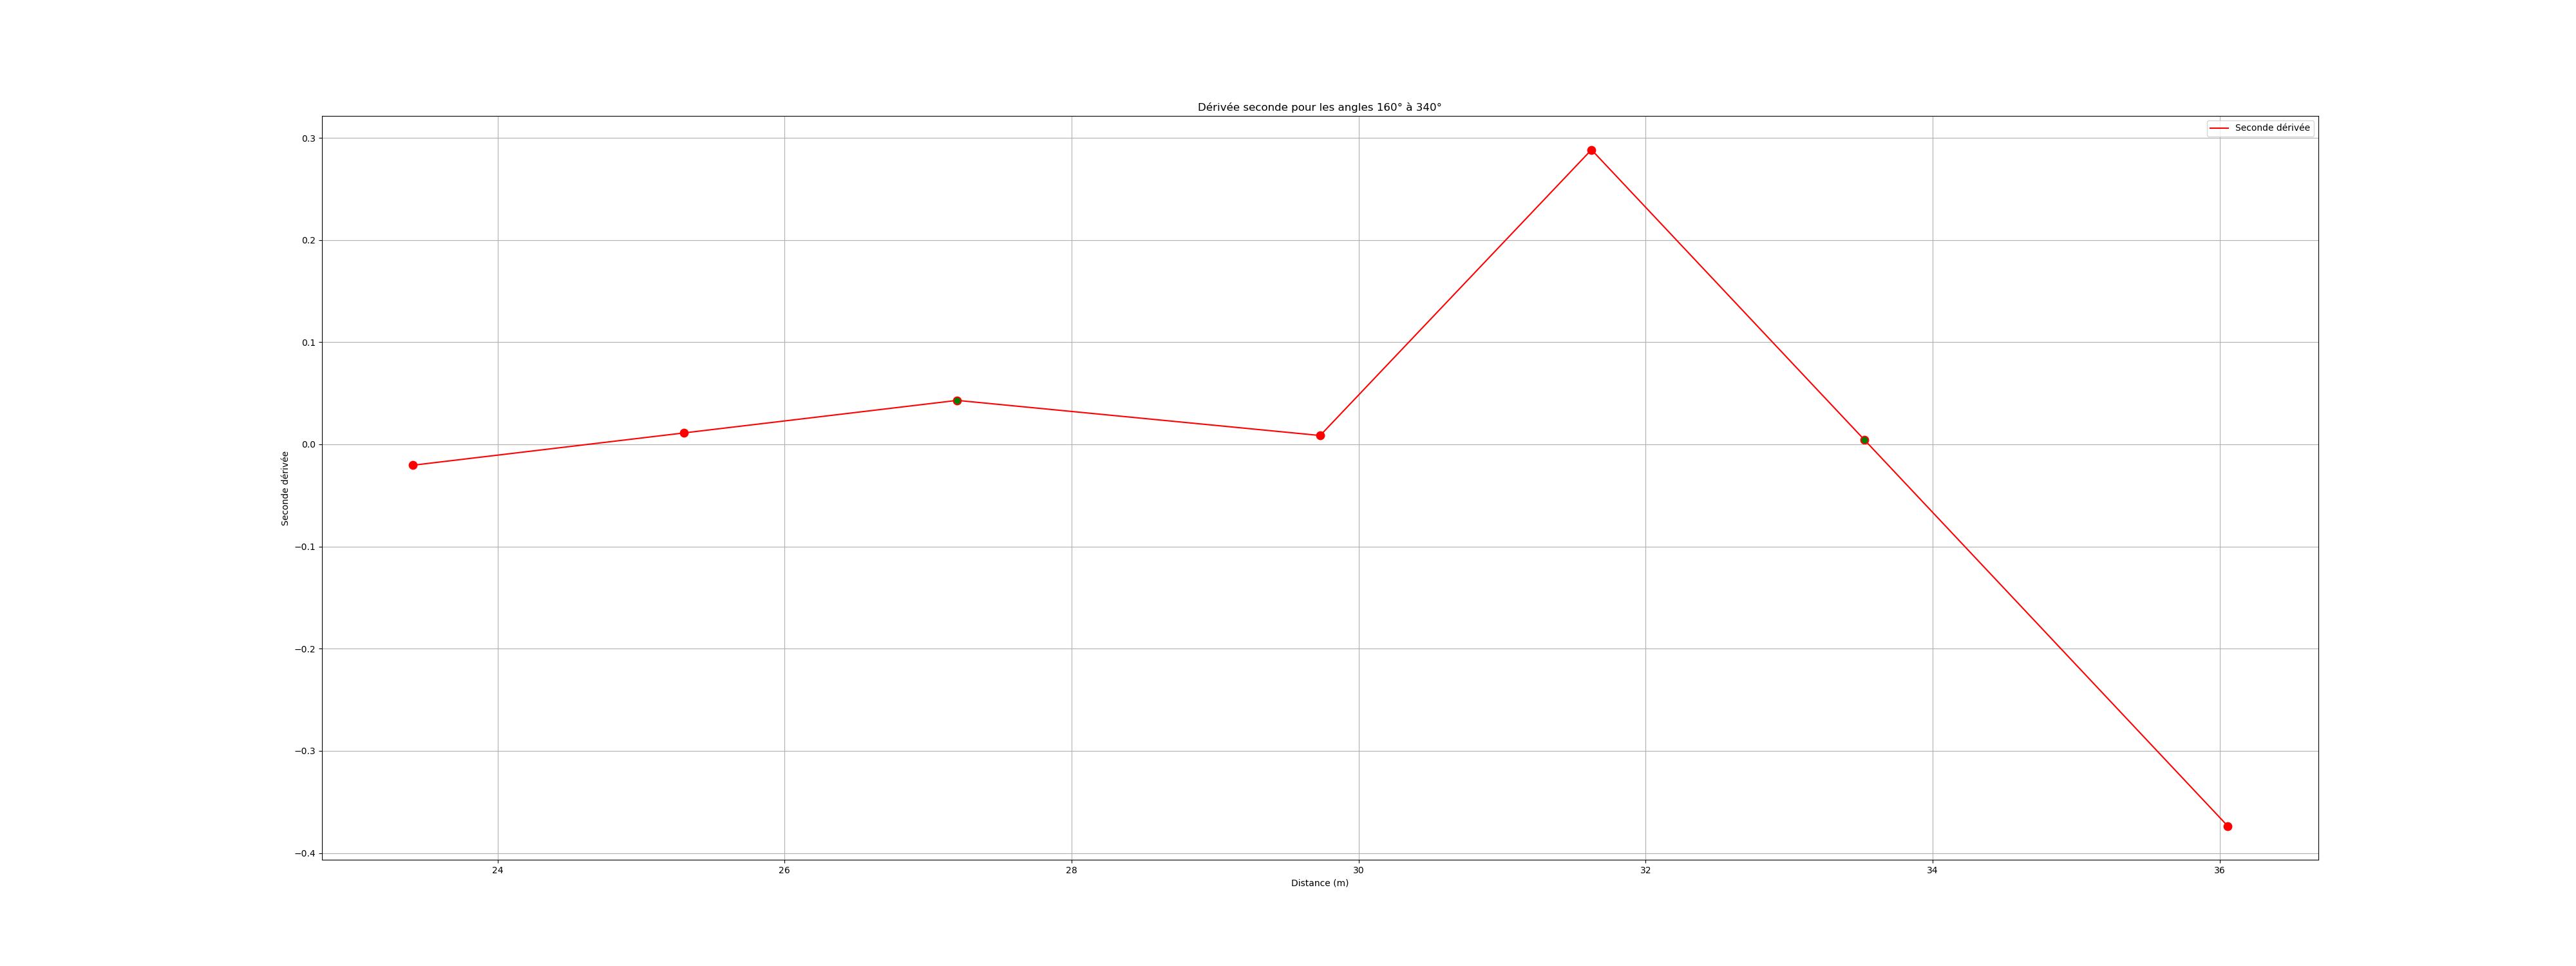 Dérivée seconde pour les angles 160° à 340°
Seconde dérivée
0.3
0.2
0.1
0.0
−0.1
−0.2
−0.3
−0.4
Seconde dérivée
24 26 28 30 32 34 36
Distance (m)